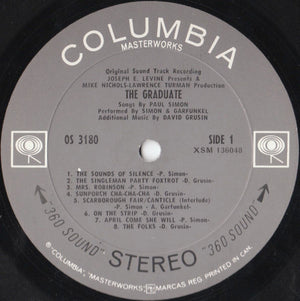 COLUMBIA
MASTERWORKS
Original Sound Track Recording
JOSEPH E. LEVINE Presents A
MIKE NICHOLS-LAWRENCE TURMAN Production
THE GRADUATE
Songs By PAUL SIMON
Performed By SIMON & GARFUNKEL
Additional Music By DAVID GRUSIN
OS 3180
SIDE 1
XSM 136048
1. THE SOUNDS OF SILENCE -P. Simon-
2. THE SINGLEMAN PARTY FOXTROT -D. Grusin-
3. MRS. ROBINSON -P. Simon-
4. SUNPORCH CHA-CHA-CHA -D. Grusin-
5. SCARBOROUGH FAIR/CANTICLE (Interlude)
-P. Simon - A. Garfunkel-
6. ON THE STRIP -D. Grusin-
7. APRIL COME SHE WILL -P. Simon-
8. THE FOLKS -D. Grusin-
"360 SOUND" STEREO "360 SOUND"
® "COLUMBIA", "MASTERWORKS", MARCAS REG. PRINTED IN CAN.